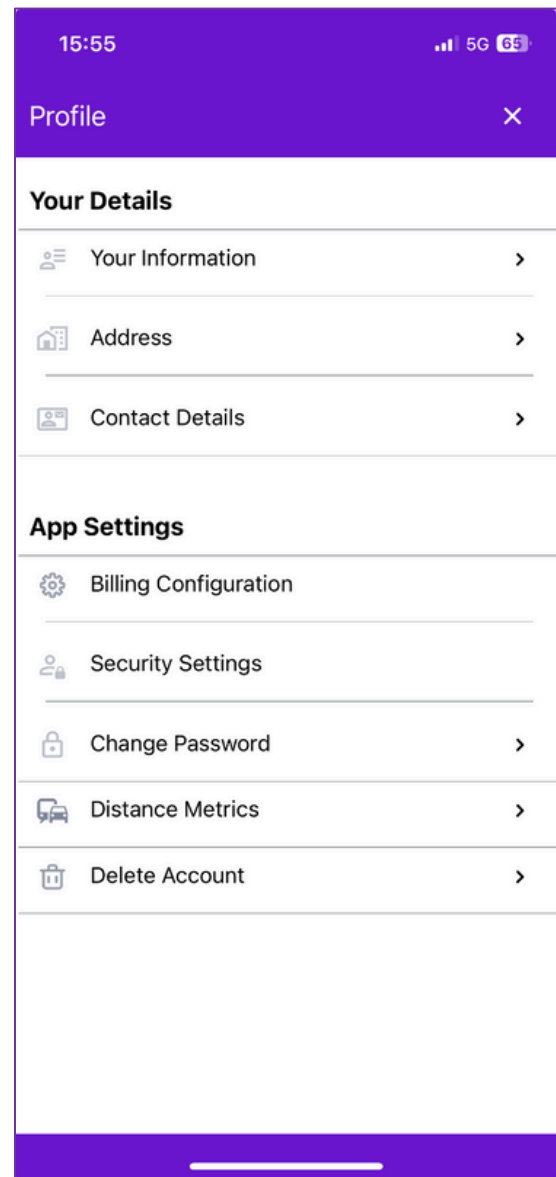 15:55
5G 65
Profile
Your Details
Your Information
Address
Contact Details
App Settings
Billing Configuration
Security Settings
Change Password
Distance Metrics
Delete Account